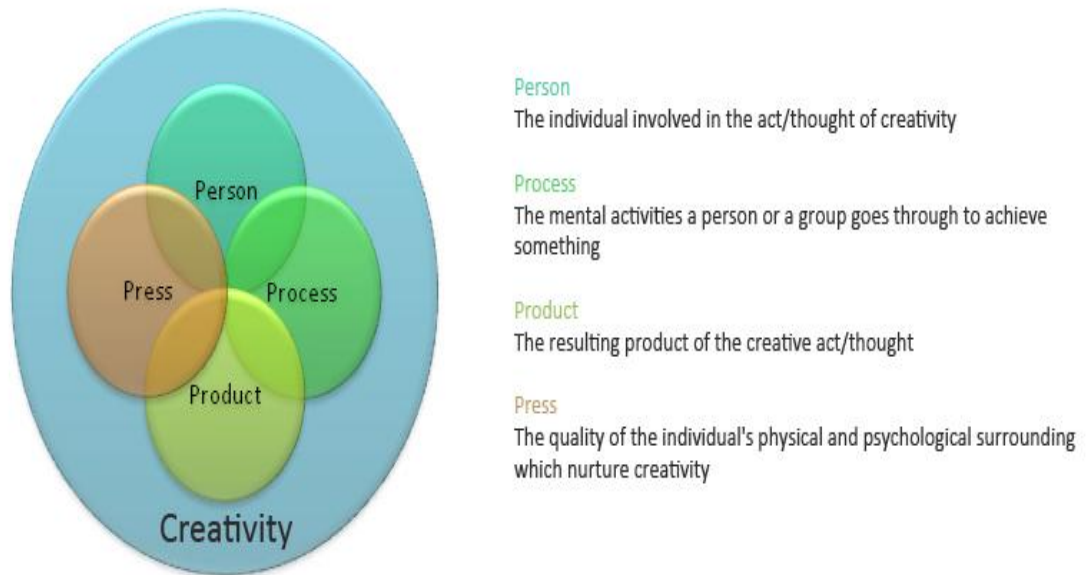 Person
Press
Process
Product
Creativity
Person
The individual involved in the act/thought of creativity
Process
The mental activities a person or a group goes through to achieve
something
Product
The resulting product of the creative act/thought
Press
The quality of the individual's physical and psychological surrounding
which nurture creativity